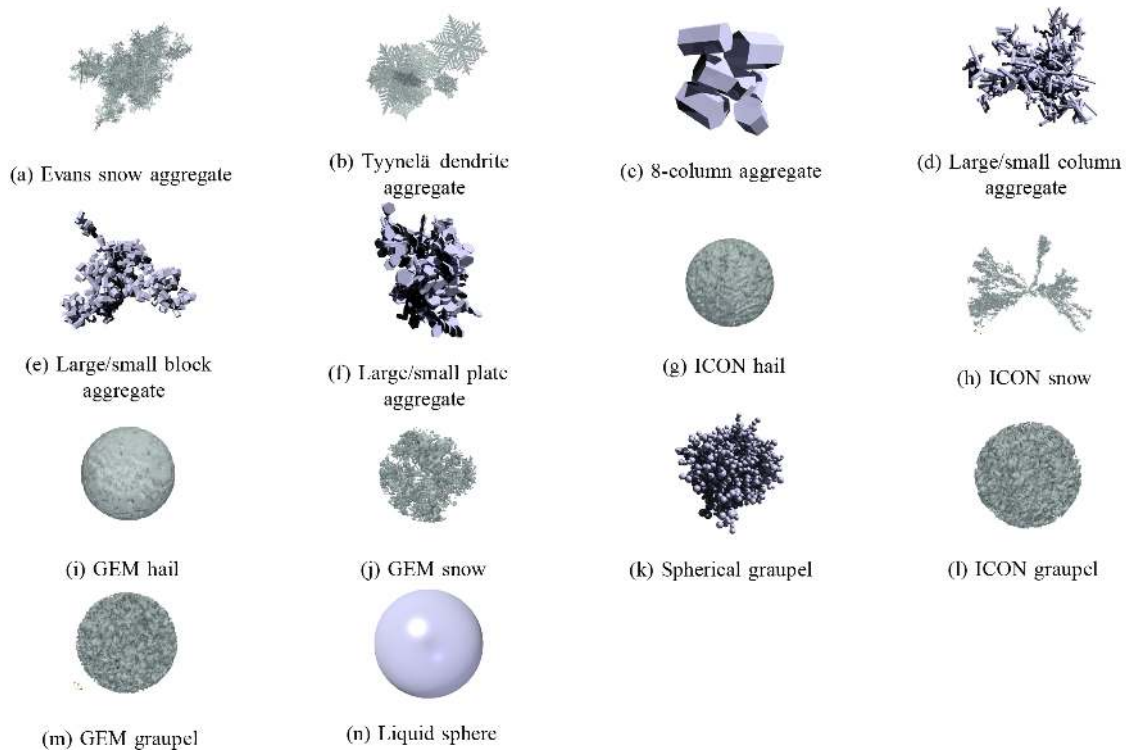 (a) Evans snow aggregate
(b) Tyynelä dendrite
aggregate
(c) 8-column aggregate
(d) Large/small column
aggregate
(e) Large/small block
aggregate
(f) Large/small plate
aggregate
(g) ICON hail
(h) ICON snow
(i) GEM hail
(j) GEM snow
(k) Spherical graupel
(l) ICON graupel
(m) GEM graupel
(n) Liquid sphere